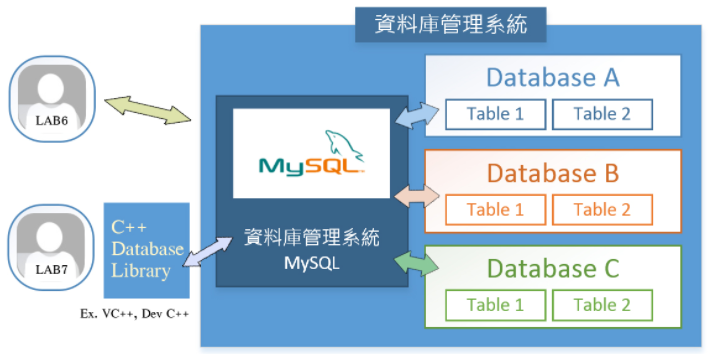 資料庫管理系統
LAB6
MySQL
資料庫管理系統
MySQL
Database A
Table 1
Table 2
Database B
Table 1
Table 2
Database C
Table 1
Table 2
LAB7
C++
Database
Library
Ex. VC++, Dev C++